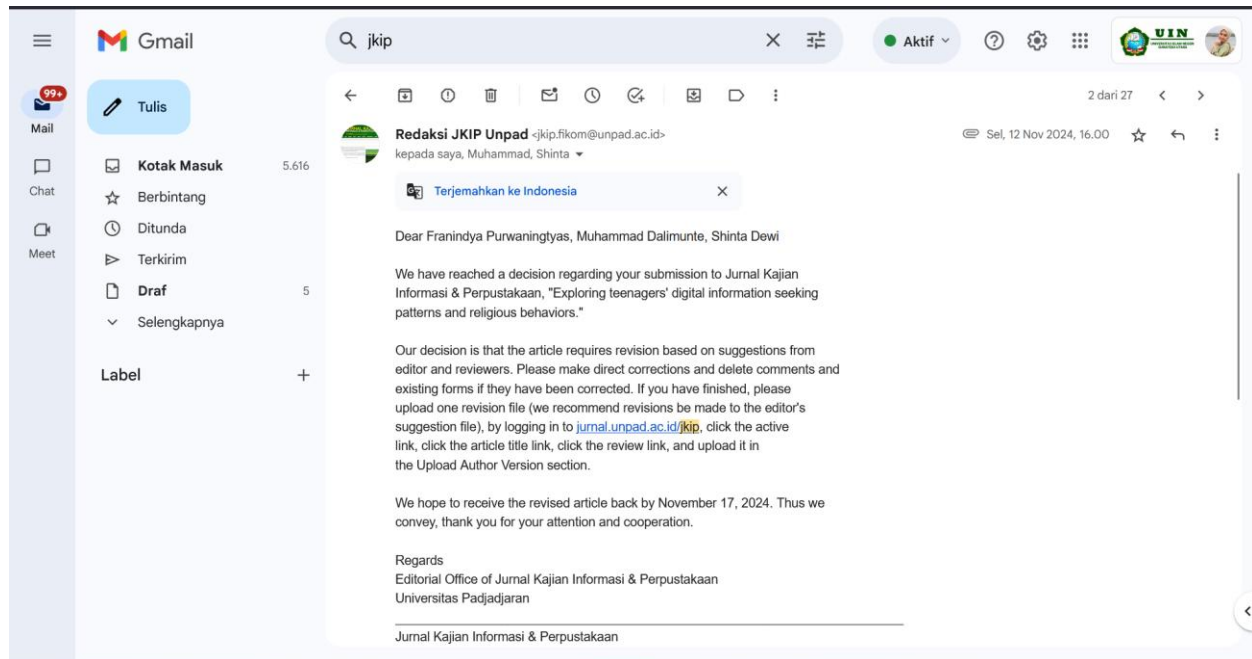 Gmail
jkip
Aktif
UIN
99+
Mail
Tulis
2 dari 27
Redaksi JKIP Unpad <jkip.fikom@unpad.ac.id>
Sel, 12 Nov 2024, 16.00
kepada saya, Muhammad, Shinta
Chat
Meet
Kotak Masuk 5.616
Berbintang
Ditunda
Terkirim
Draf 5
Selengkapnya
Label
Terjemahkan ke Indonesia
Dear Franindya Purwaningtyas, Muhammad Dalimunte, Shinta Dewi
We have reached a decision regarding your submission to Jurnal Kajian
Informasi & Perpustakaan, "Exploring teenagers' digital information seeking
patterns and religious behaviors."
Our decision is that the article requires revision based on suggestions from
editor and reviewers. Please make direct corrections and delete comments and
existing forms if they have been corrected. If you have finished, please
upload one revision file (we recommend revisions be made to the editor's
suggestion file), by logging in to jurnal.unpad.ac.id/jkip, click the active
link, click the article title link, click the review link, and upload it in
the Upload Author Version section.
We hope to receive the revised article back by November 17, 2024. Thus we
convey, thank you for your attention and cooperation.
Regards
Editorial Office of Jurnal Kajian Informasi & Perpustakaan
Universitas Padjadjaran
Jurnal Kajian Informasi & Perpustakaan